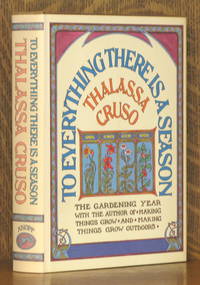 TO EVERYTHING THERE IS A SEASON
THALASSA CRUSO
KNOPF
TO EVERYTHING THERE IS A SEASON
THALASSA
CRUSO
THE GARDENING YEAR
WITH THE AUTHOR OF • MAKING
THINGS GROW • AND • MAKING
THINGS GROW OUTDOORS •